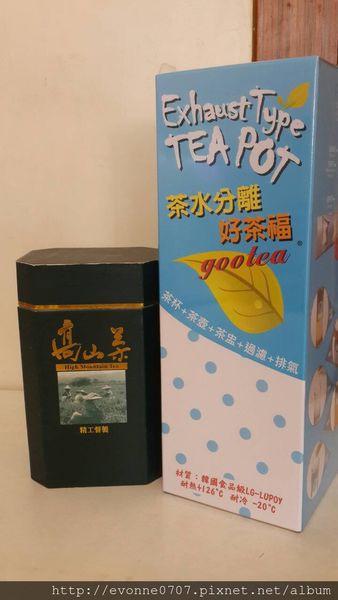 Exhaust Type
TEA POT
茶水分離
好茶福
gootea®
茶杯+茶壺+茶盅+過濾+排氣
材質：韓國食品級LG-LUPOY
耐熱+126°C 耐冷-20°C
高山茶
High Mountain Tea
精工督製
http://evonne0707.pixnet.net/album